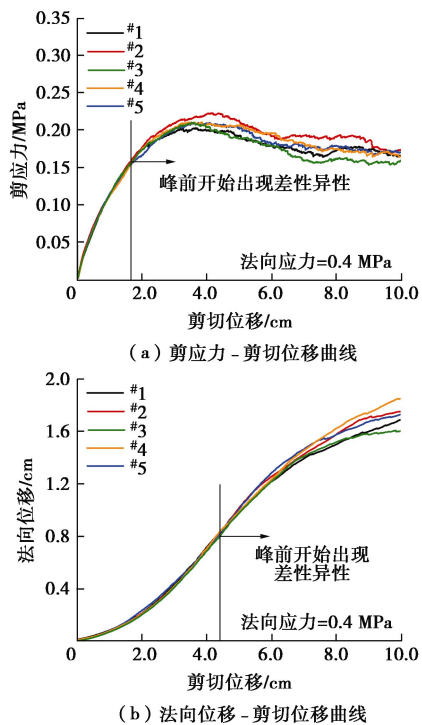 #1
#2
#3
#4
#5
剪应力/MPa
0.35
0.30
0.25
0.20
0.15
0.10
0.05
峰前开始出现差性异性
法向应力=0.4 MPa
0 2.0 4.0 6.0 8.0 10.0
剪切位移/cm
(a) 剪应力-剪切位移曲线
#1
#2
#3
#4
#5
法向位移/cm
2.0
1.6
1.2
0.8
0.4
峰前开始出现
差性异性
法向应力=0.4 MPa
0 2.0 4.0 6.0 8.0 10.0
剪切位移/cm
(b) 法向位移-剪切位移曲线